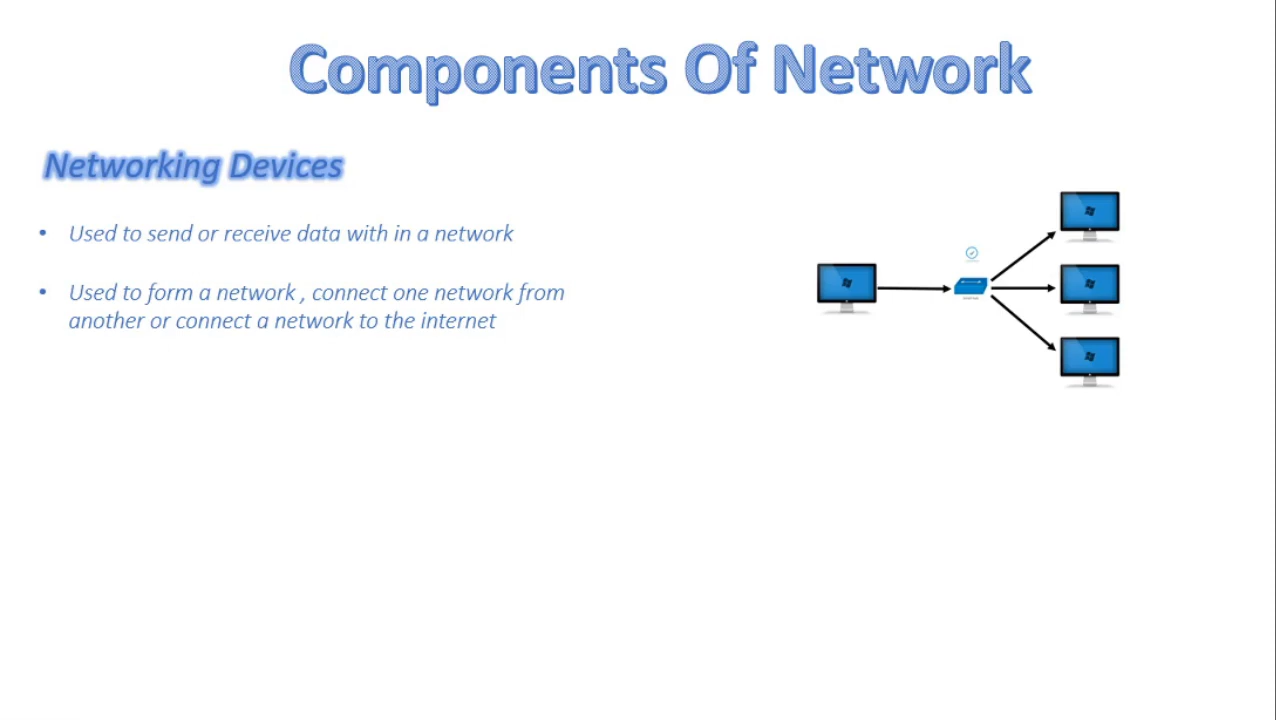 Components Of Network
Networking Devices
• Used to send or receive data with in a network
• Used to form a network , connect one network from
another or connect a network to the internet